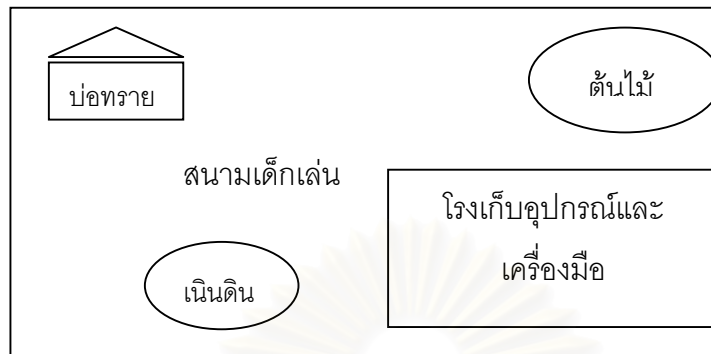 บ่อทราย
ต้นไม้
สนามเด็กเล่น
โรงเก็บอุปกรณ์และ
เครื่องมือ
เนินดิน